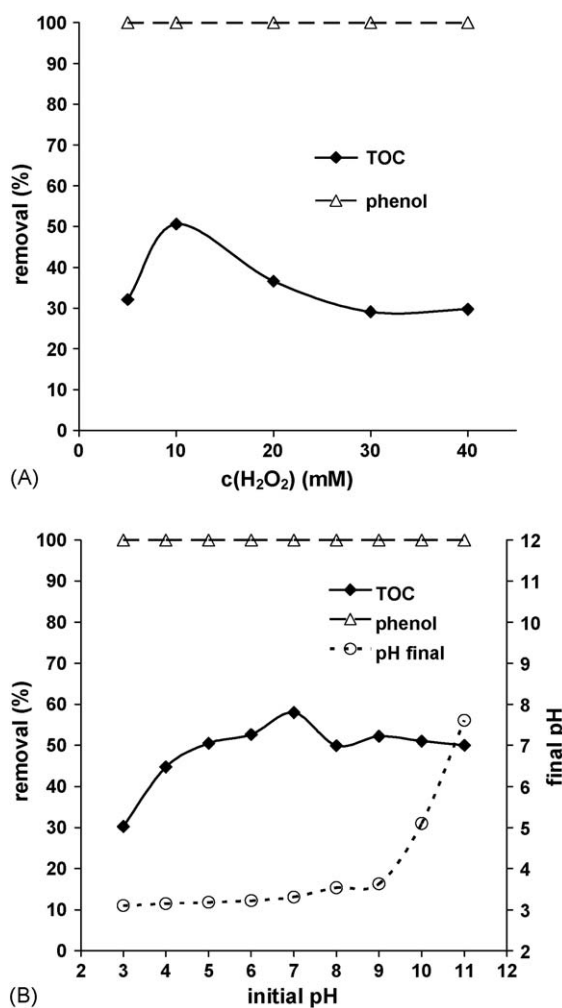 100
90
80
70
60
50
40
30
20
10
0
removal (%)
TOC
phenol
0 10 20 30 40
c(H₂O₂) (mM)
(A)
100 12
90 11
80 10
70 9
60 8
50 7
40 6
30 5
20 4
10 3
0 2
removal (%)
TOC
phenol
pH final
final pH
2 3 4 5 6 7 8 9 10 11 12
initial pH
(B)